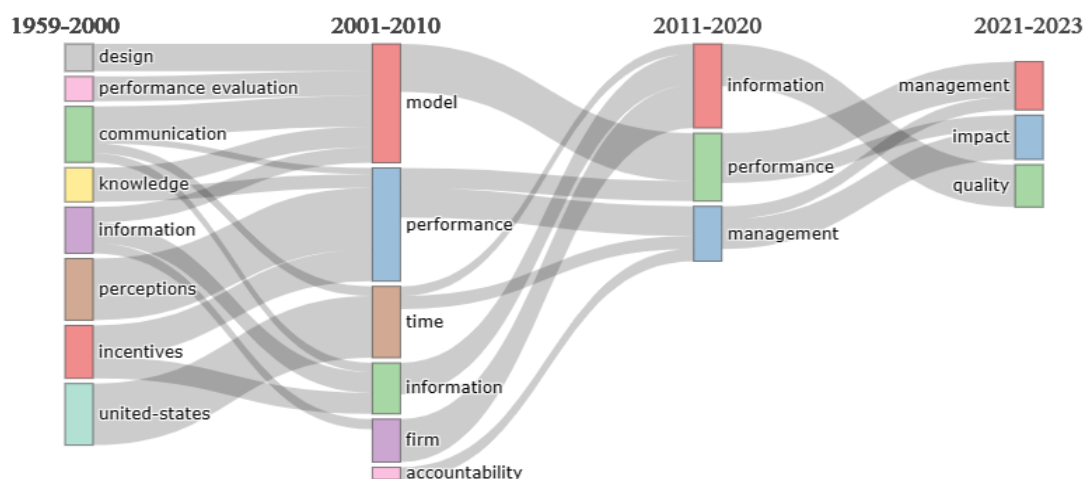 1959-2000
2001-2010
2011-2020
2021-2023
design
performance evaluation
communication
knowledge
information
perceptions
incentives
united-states
model
performance
time
information
firm
accountability
information
performance
management
management
impact
quality